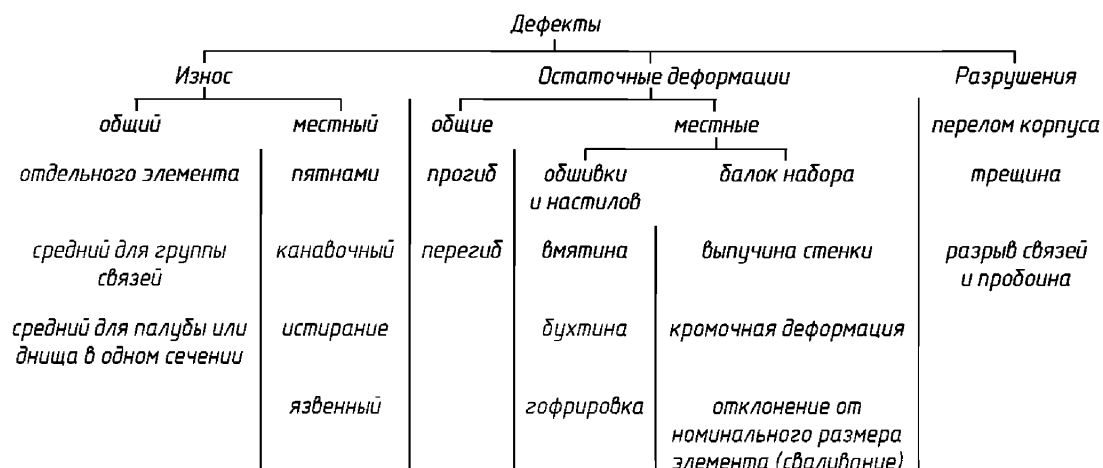 Дефекты
Износ
Остаточные деформации
Разрушения
общий
местный
общие
местные
перелом корпуса
отдельного элемента
пятнами
прогиб
обшивки
и настилов
балок набора
трещина
средний для группы
связей
канавочный
перегиб
вмятина
выпучина стенки
разрыв связей
и пробоина
средний для палубы или
днища в одном сечении
истирание
бухтина
кромочная деформация
язвенный
гофрировка
отклонение от
номинального размера
элемента (сваливание)